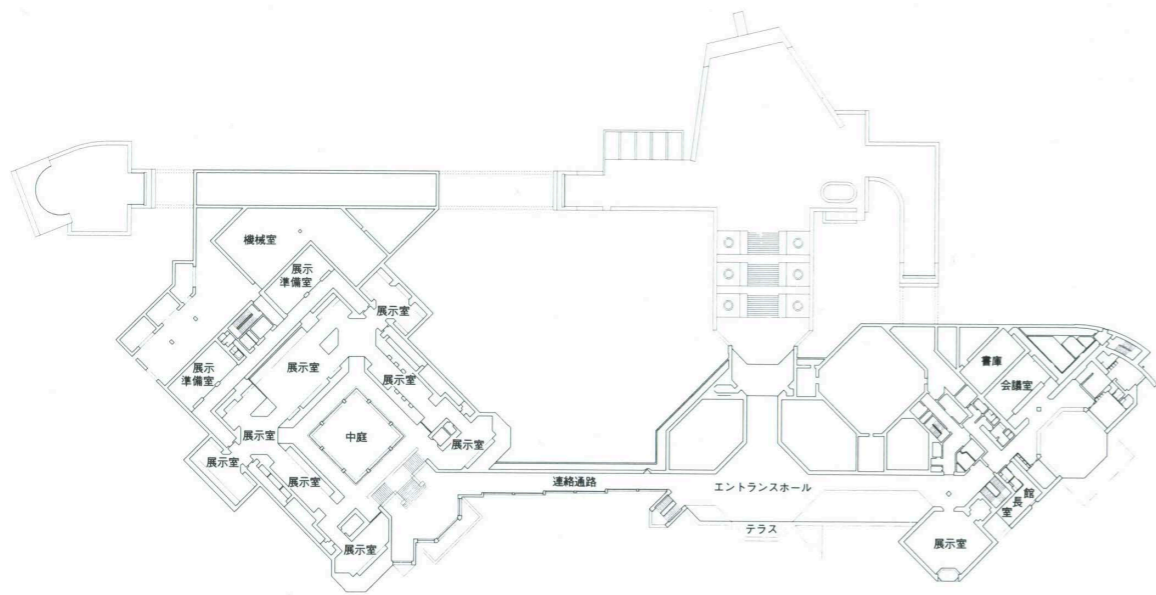 機械室
展示
準備室
展示室
展示
準備室
展示室
展示室
展示室
中庭
展示室
展示室
展示室
展示室
連絡通路
エントランスホール
テラス
書庫
会議室
館長
室
展示室